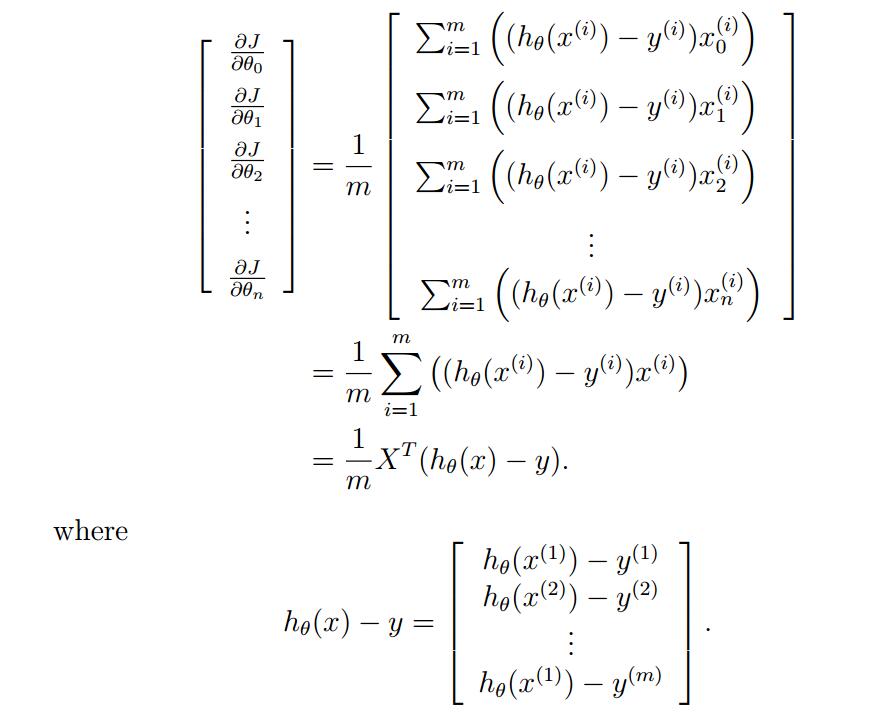 \begin{bmatrix} \frac{\partial J}{\partial \theta_0} \\ \frac{\partial J}{\partial \theta_1} \\ \frac{\partial J}{\partial \theta_2} \\ \vdots \\ \frac{\partial J}{\partial \theta_n} \end{bmatrix} = \frac{1}{m} \begin{bmatrix} \sum_{i=1}^{m} \left( (h_\theta(x^{(i)}) - y^{(i)}) x_0^{(i)} \right) \\ \sum_{i=1}^{m} \left( (h_\theta(x^{(i)}) - y^{(i)}) x_1^{(i)} \right) \\ \sum_{i=1}^{m} \left( (h_\theta(x^{(i)}) - y^{(i)}) x_2^{(i)} \right) \\ \vdots \\ \sum_{i=1}^{m} \left( (h_\theta(x^{(i)}) - y^{(i)}) x_n^{(i)} \right) \end{bmatrix}
= \frac{1}{m} \sum_{i=1}^{m} \left( (h_\theta(x^{(i)}) - y^{(i)}) x^{(i)} \right)
= \frac{1}{m} X^T (h_\theta(x) - y).
where
h_\theta(x) - y = \begin{bmatrix} h_\theta(x^{(1)}) - y^{(1)} \\ h_\theta(x^{(2)}) - y^{(2)} \\ \vdots \\ h_\theta(x^{(1)}) - y^{(m)} \end{bmatrix}.